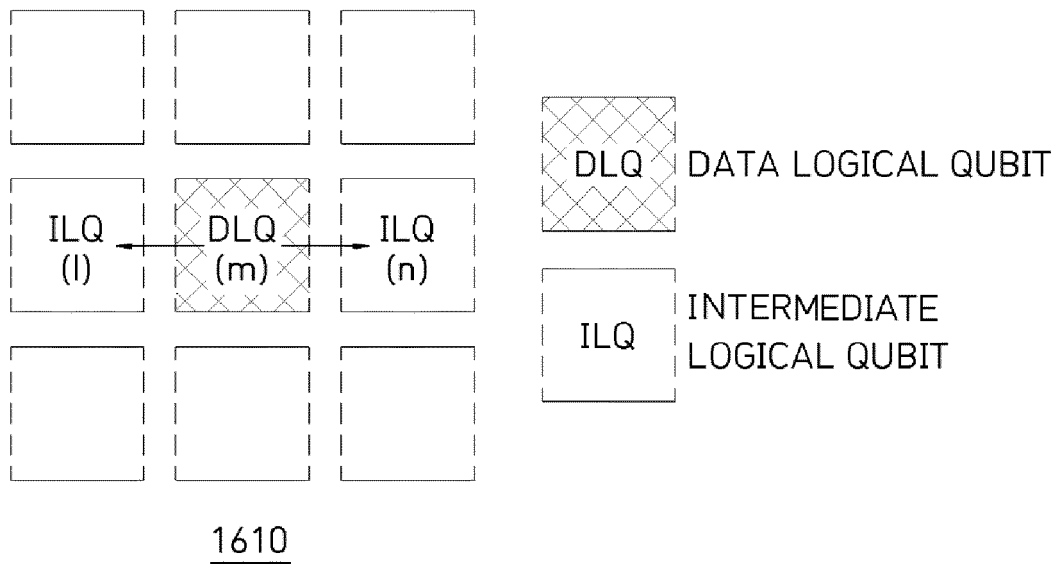 DLQ
DATA LOGICAL QUBIT
ILQ
(l)
DLQ
(m)
ILQ
(n)
ILQ
INTERMEDIATE
LOGICAL QUBIT
1610